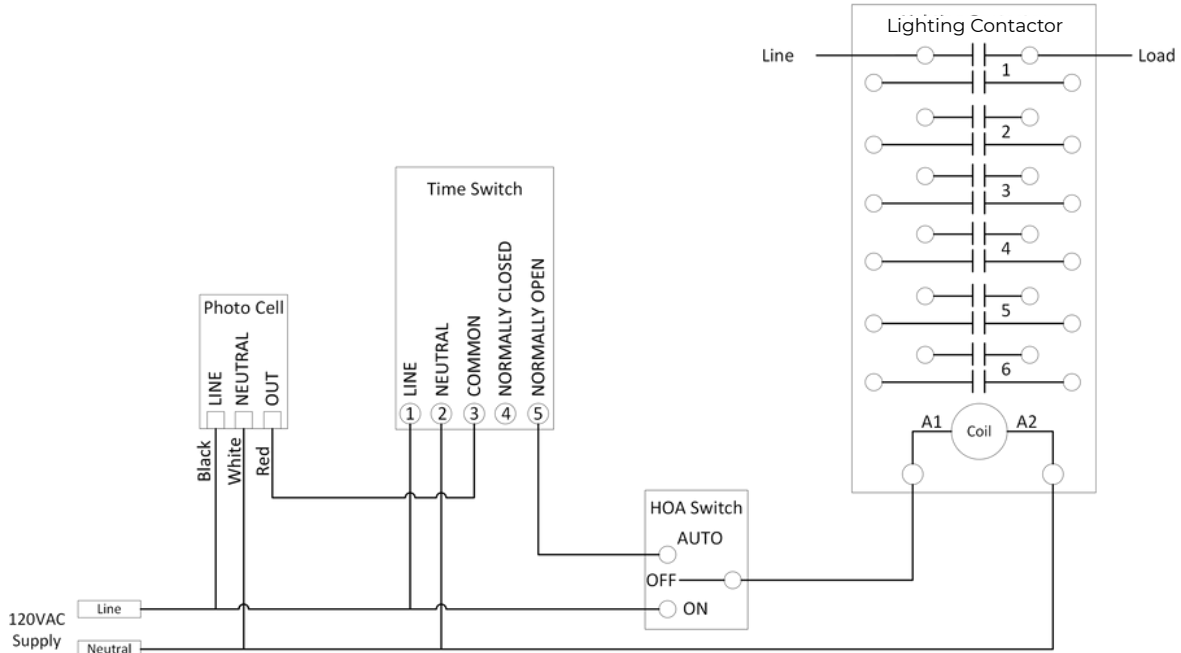 Lighting Contactor
Line
Load
1
2
3
4
5
6
A1
Coil
A2
Time Switch
LINE
NEUTRAL
COMMON
NORMALLY CLOSED
NORMALLY OPEN
1
2
3
4
5
Photo Cell
LINE
NEUTRAL
OUT
Black
White
Red
HOA Switch
AUTO
OFF
ON
120VAC
Supply
Line
Neutral